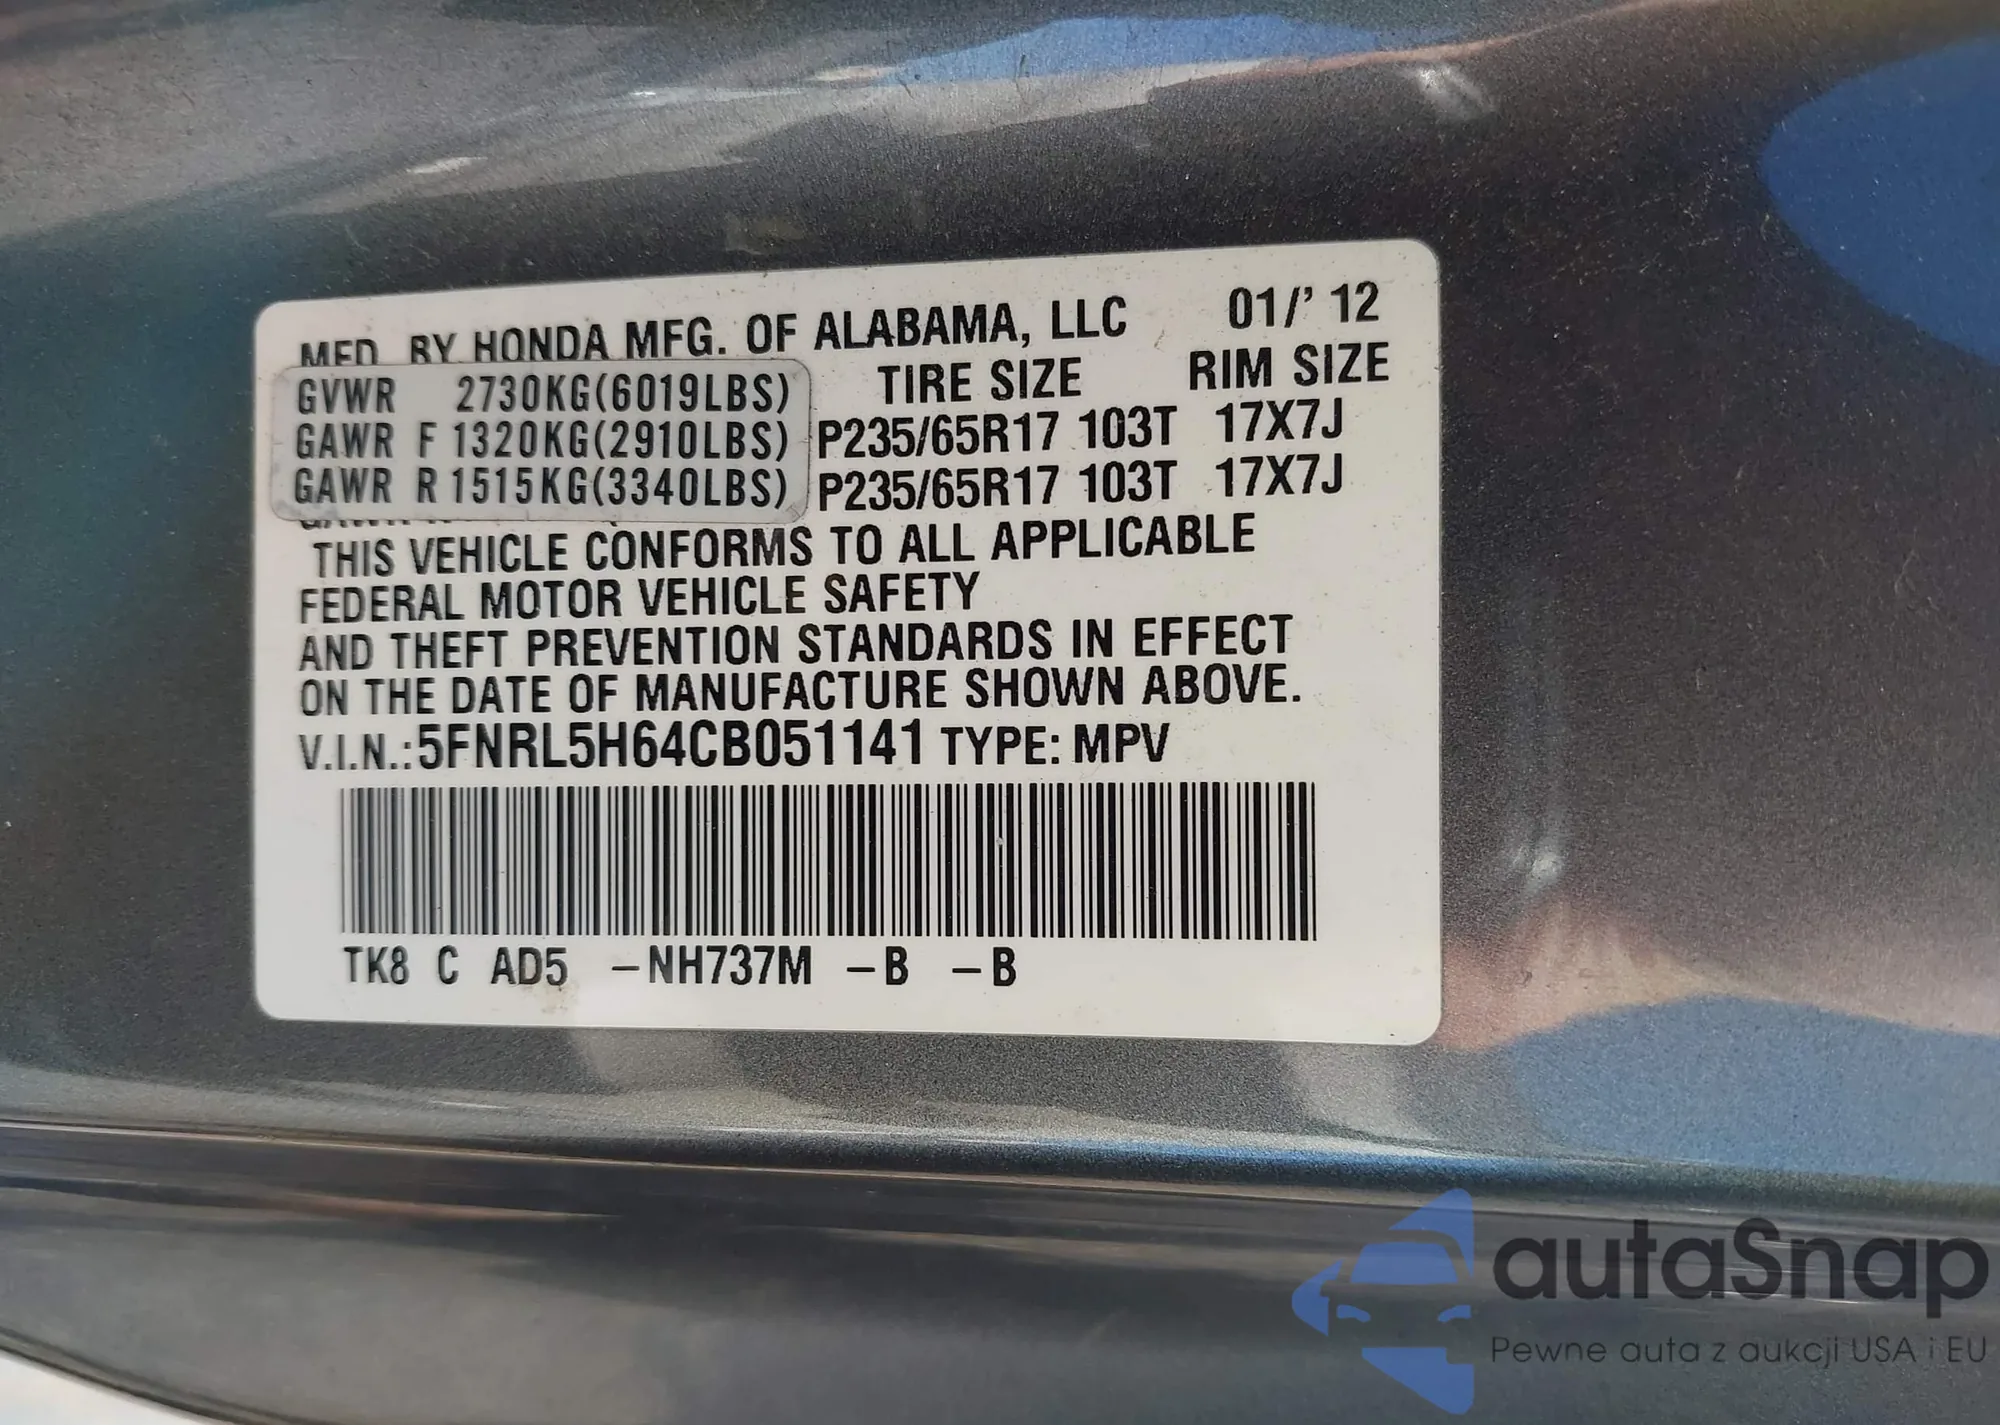 MFD. BY HONDA MFG. OF ALABAMA, LLC 01/' 12
GVWR 2730KG(6019LBS) TIRE SIZE RIM SIZE
GAWR F 1320KG(2910LBS) P235/65R17 103T 17X7J
GAWR R 1515KG(3340LBS) P235/65R17 103T 17X7J
THIS VEHICLE CONFORMS TO ALL APPLICABLE
FEDERAL MOTOR VEHICLE SAFETY
AND THEFT PREVENTION STANDARDS IN EFFECT
ON THE DATE OF MANUFACTURE SHOWN ABOVE.
V.I.N.: 5FNRL5H64CB051141 TYPE: MPV
TK8 C AD5 –NH737M –B –B
autaSnap
Pewne auta z aukcji USA i EU